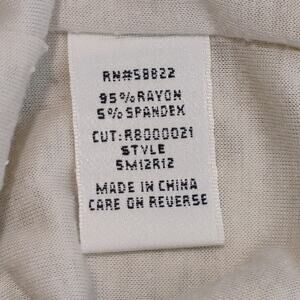 RN#58822
95%RAYON
5%SPANDEX
CUT:R8000021
STYLE
5M12R12
MADE IN CHINA
CARE ON REVERSE